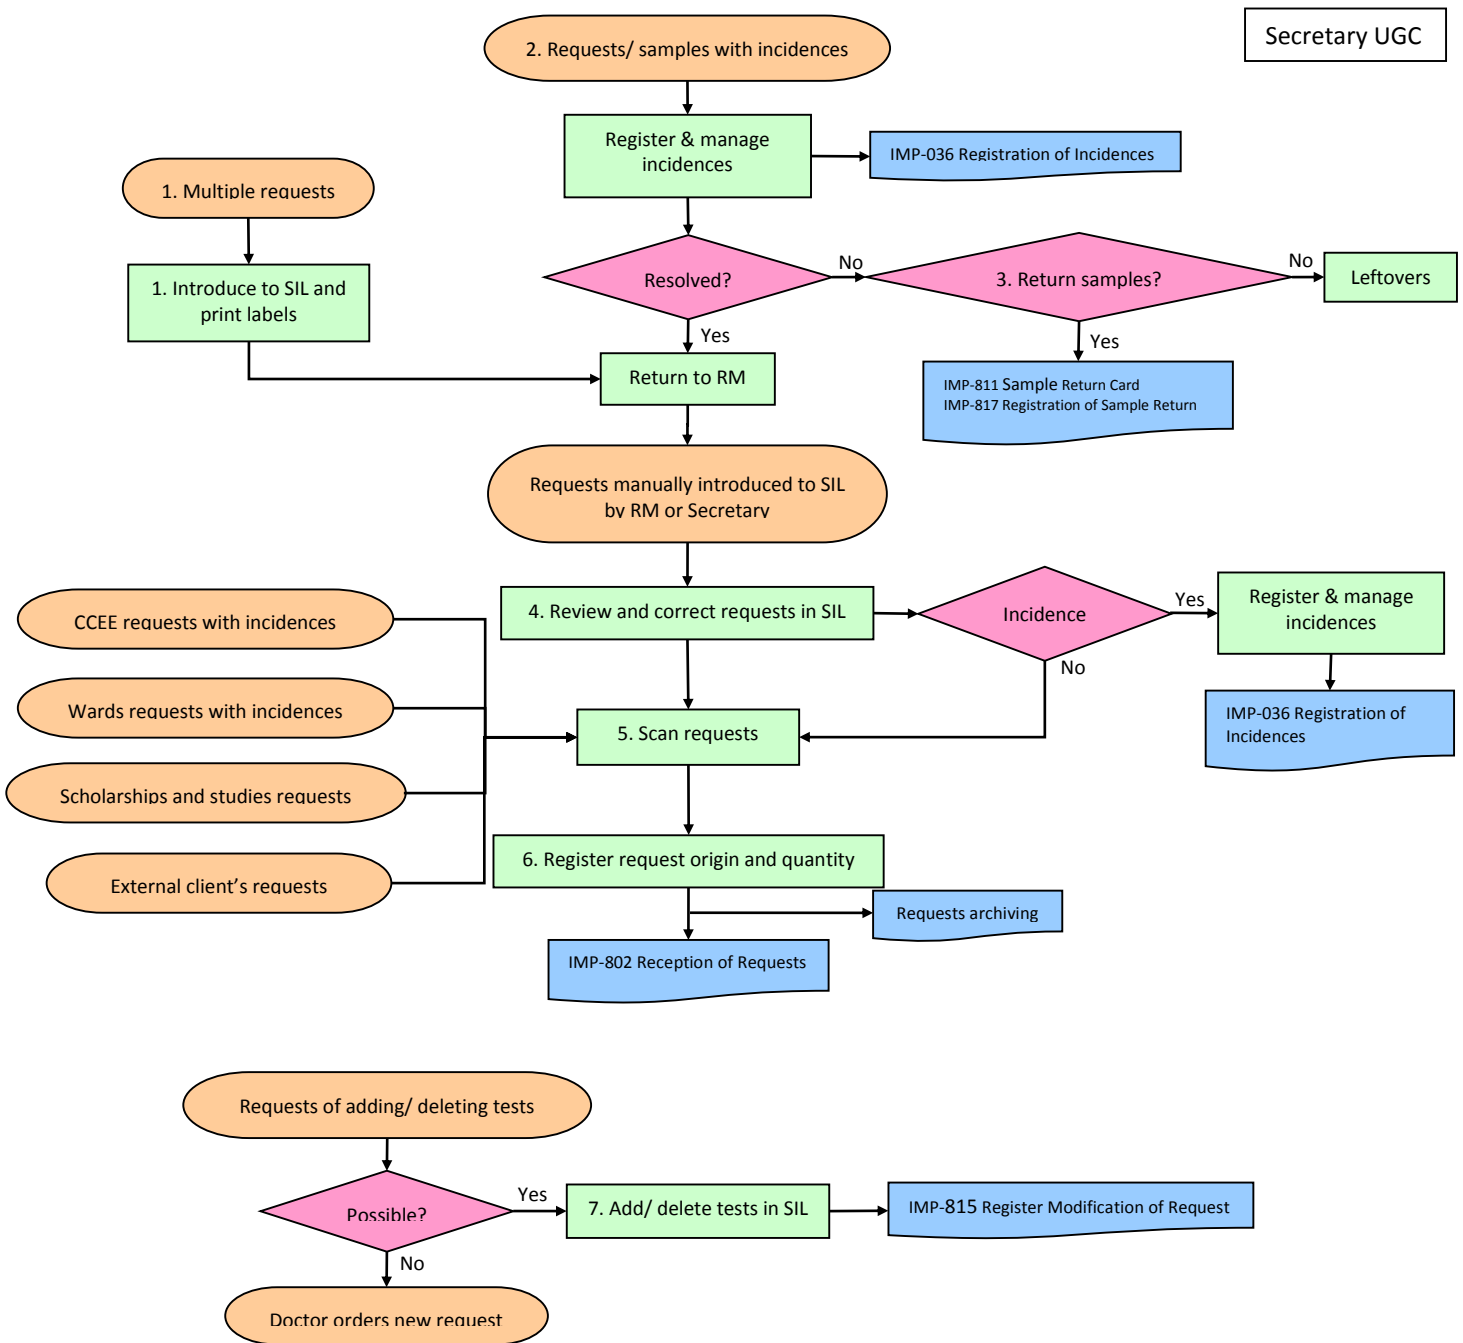 Secretary UGC
2. Requests/ samples with incidences
Register & manage
incidences
IMP-036 Registration of Incidences
1. Multiple requests
1. Introduce to SIL and
print labels
Resolved?
No
3. Return samples?
No
Leftovers
Yes
Yes
Return to RM
IMP-811 Sample Return Card
IMP-817 Registration of Sample Return
Requests manually introduced to SIL
by RM or Secretary
4. Review and correct requests in SIL
Incidence
Yes
Register & manage
incidences
No
IMP-036 Registration of
Incidences
CCEE requests with incidences
Wards requests with incidences
5. Scan requests
Scholarships and studies requests
6. Register request origin and quantity
External client’s requests
Requests archiving
IMP-802 Reception of Requests
Requests of adding/ deleting tests
Possible?
Yes
7. Add/ delete tests in SIL
IMP-815 Register Modification of Request
No
Doctor orders new request